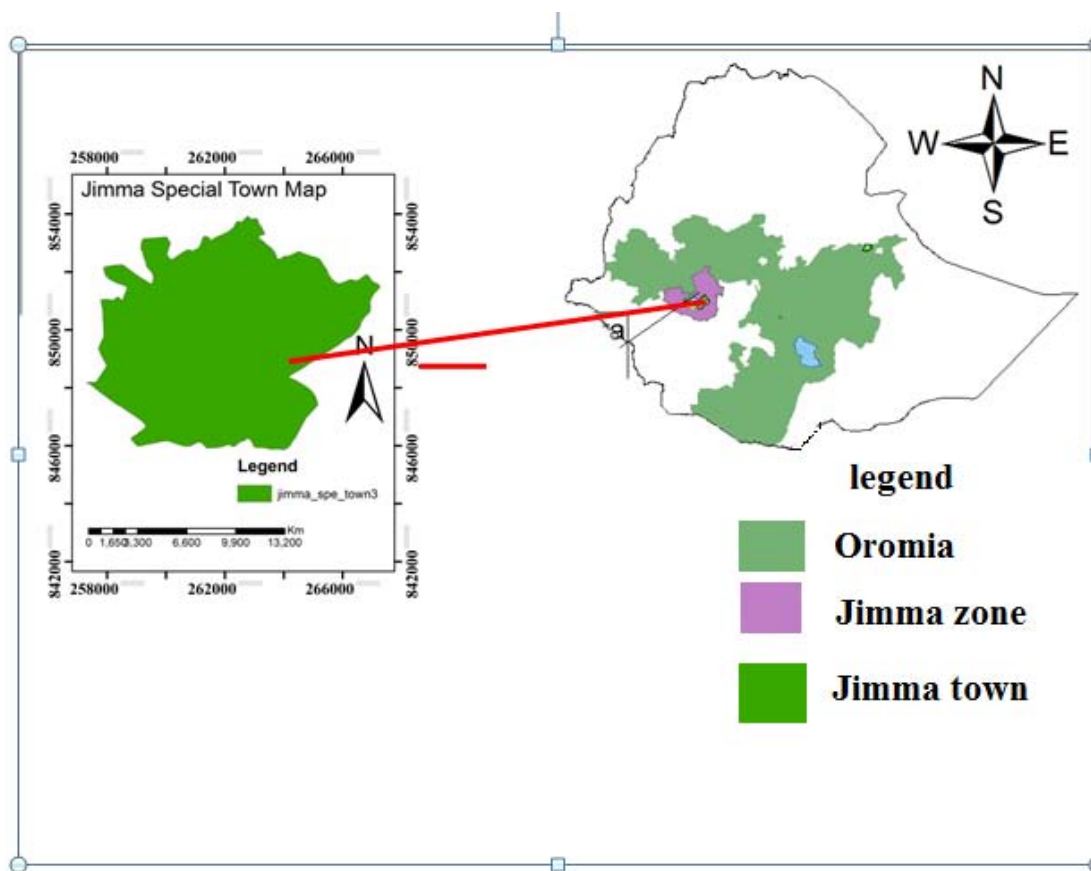 258000 262000 266000
Jimma Special Town Map
854000
850000
846000
842000
854000
850000
846000
842000
N
Legend
jimma_spe_town3
Km
0 1,650 3,300 6,600 9,900 13,200
258000 262000 266000
N
W E
S
a
legend
Oromia
Jimma zone
Jimma town